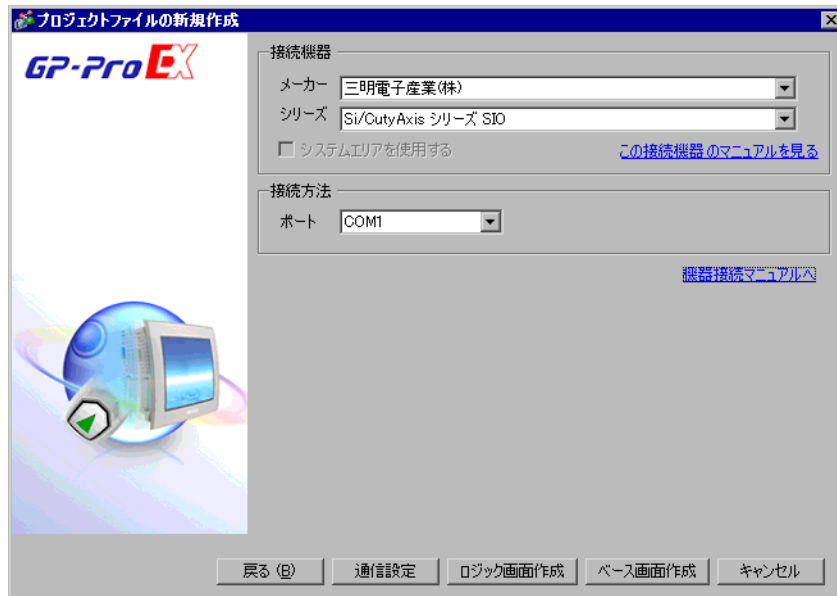 プロジェクトファイルの新規作成
GP-Pro EX
接続機器
メーカー 三明電子産業(株)
シリーズ Si/CutyAxis シリーズ SIO
システムエリアを使用する この接続機器のマニュアルを見る
接続方法
ポート COM1
機器接続マニュアルへ
戻る (B) 通信設定 ロジック画面作成 ベース画面作成 キャンセル